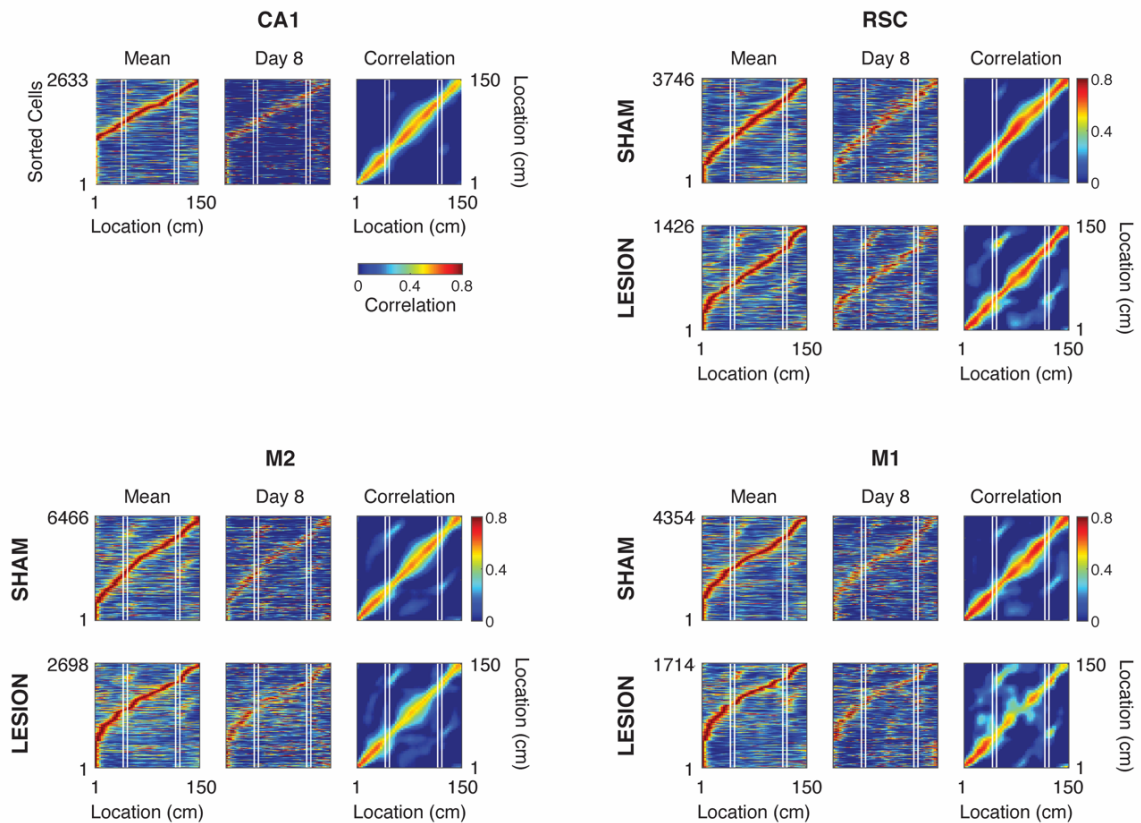 CA1
Mean Day 8 Correlation
2633
Sorted Cells
1
1 150
Location (cm)
150
Location (cm)
1
0 0.4 0.8
Correlation
RSC
Mean Day 8 Correlation
SHAM
3746
1
0.8
0.4
0
LESION
1426
1
150
Location (cm)
1
1 150 1 150
Location (cm) Location (cm)
M2
Mean Day 8 Correlation
SHAM
6466
1
0.8
0.4
0
LESION
2698
1
150
Location (cm)
1
1 150 1 150
Location (cm) Location (cm)
M1
Mean Day 8 Correlation
SHAM
4354
1
0.8
0.4
0
LESION
1714
1
150
Location (cm)
1
1 150 1 150
Location (cm) Location (cm)